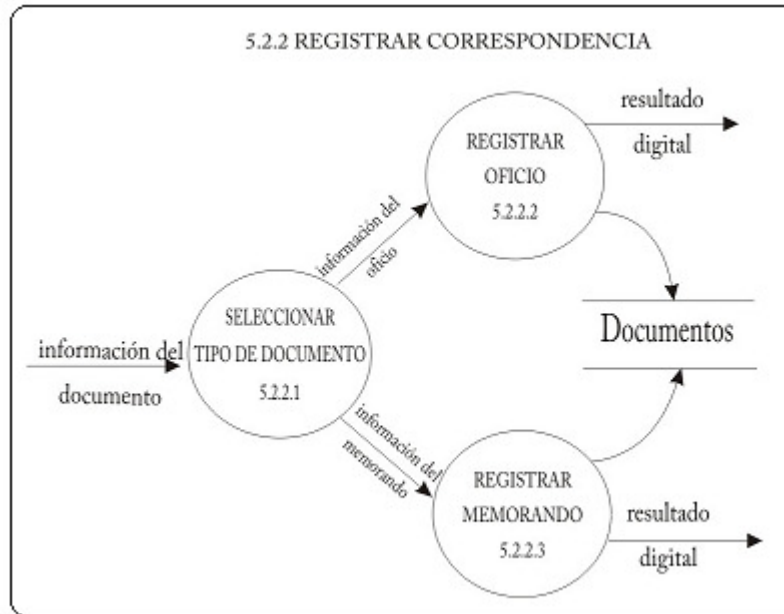 5.2.2 REGISTRAR CORRESPONDENCIA
resultado
digital
REGISTRAR
OFICIO
5.2.2.2
información del
oficio
SELECCIONAR
TIPO DE DOCUMENTO
5.2.2.1
información del
documento
Documentos
información del
memorando
REGISTRAR
MEMORANDO
5.2.2.3
resultado
digital